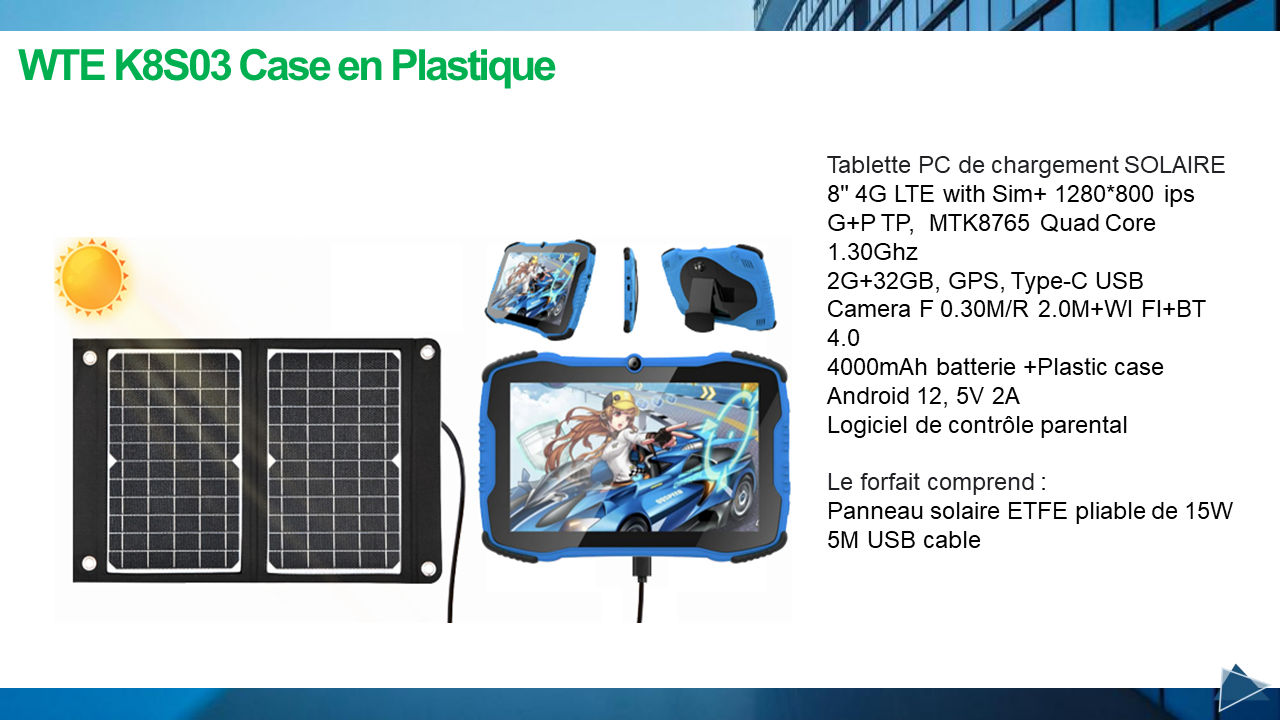 WTE K8S03 Case en Plastique
Tablette PC de chargement SOLAIRE
8" 4G LTE with Sim+ 1280*800 ips
G+P TP, MTK8765 Quad Core
1.30Ghz
2G+32GB, GPS, Type-C USB
Camera F 0.30M/R 2.0M+WI FI+BT
4.0
4000mAh batterie +Plastic case
Android 12, 5V 2A
Logiciel de contrôle parental
Le forfait comprend :
Panneau solaire ETFE pliable de 15W
5M USB cable